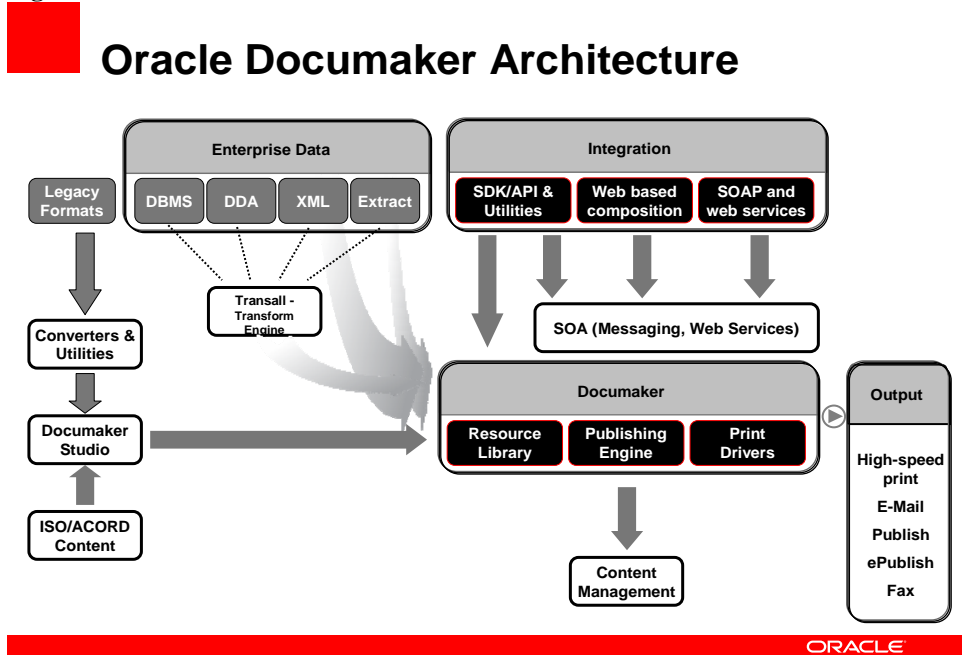 Oracle Documaker Architecture
Enterprise Data
Integration
Legacy
Formats
DBMS
DDA
XML
Extract
SDK/API &
Utilities
Web based
composition
SOAP and
web services
Transall -
Transform
Engine
Converters &
Utilities
SOA (Messaging, Web Services)
Documaker
Output
Documaker
Studio
Resource
Library
Publishing
Engine
Print
Drivers
High-speed
print
E-Mail
Publish
ePublish
Fax
ISO/ACORD
Content
Content
Management
ORACLE